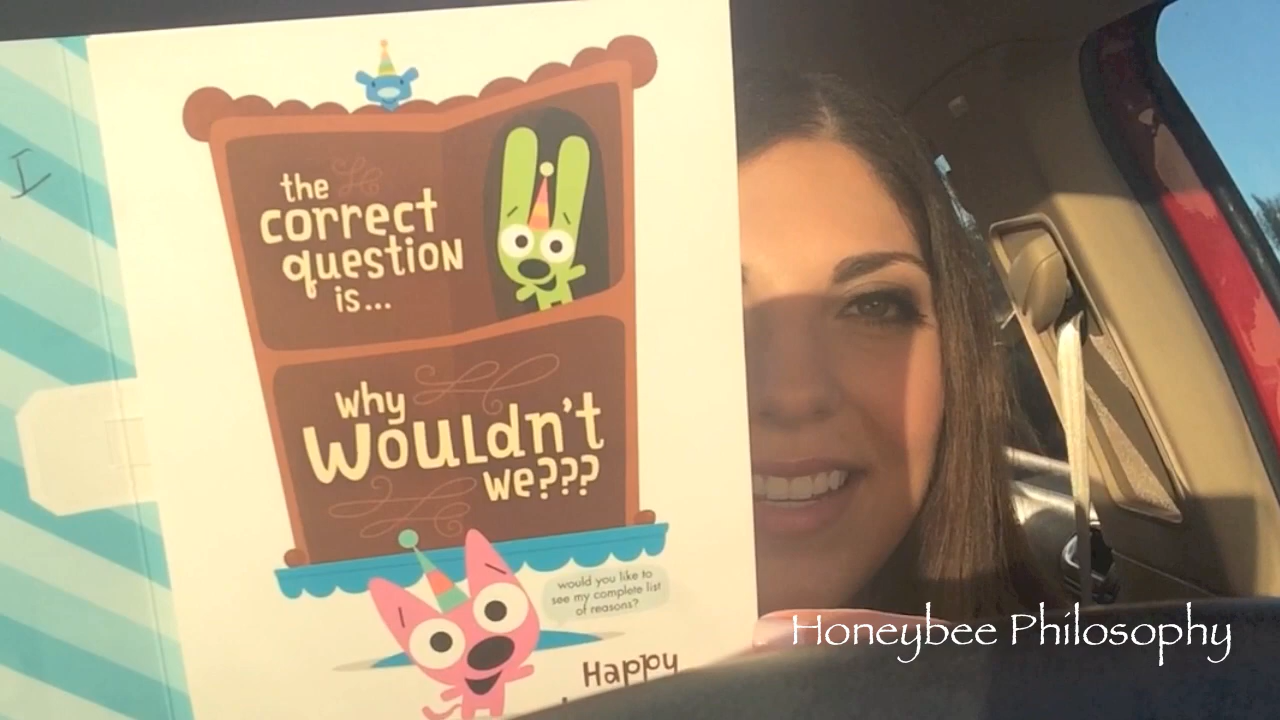 the
correct
question
is...
why
wouldn't
we???
would you like to
see my complete list
of reasons?
Happy
Honeybee Philosophy